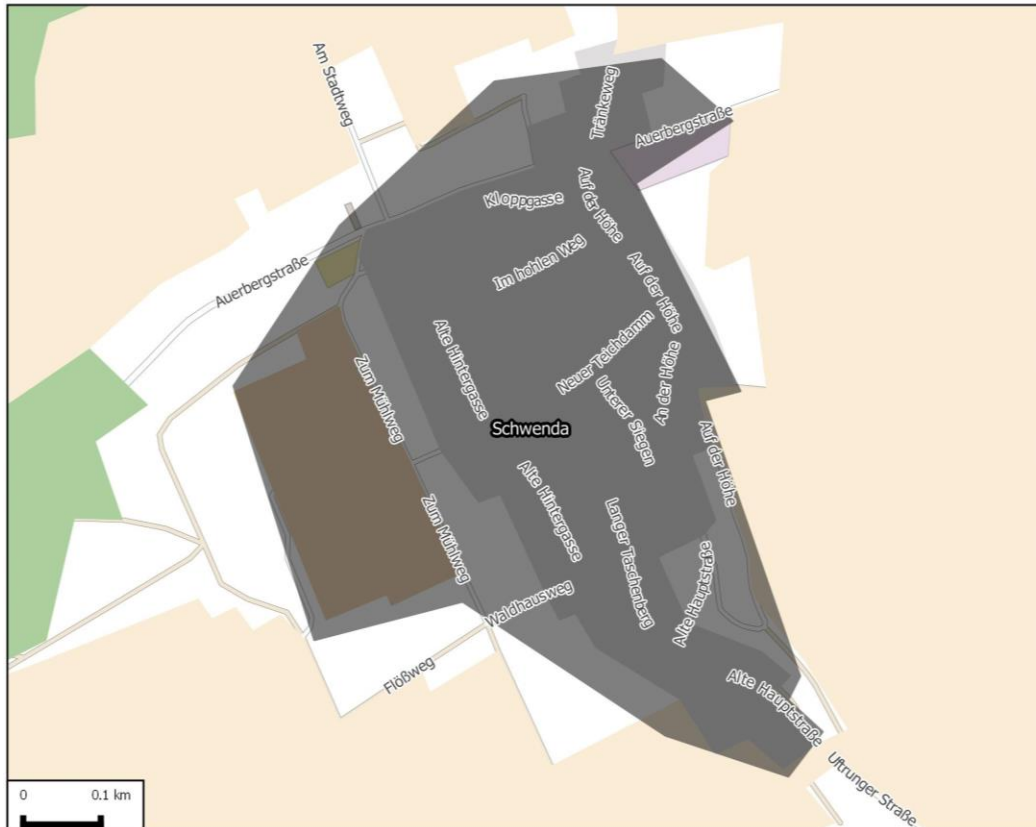 Am Stadtweg
Tränkeweg
Auerbergstraße
Kloppgasse
Auf der Höhe
Im hohlen Weg
Auerbergstraße
Auf der Höhe
Alte Hintergasse
Neuer Teichdamm
Zum Mühlweg
An der Höhe
Unterer Siegen
Schwenda
Auf der Höhe
Alte Hintergasse
Zum Mühlweg
Langer Taschenberg
Alte Hauptstraße
Waldhausweg
Flößweg
Alte Hauptstraße
Uftrunger Straße
0 0.1 km